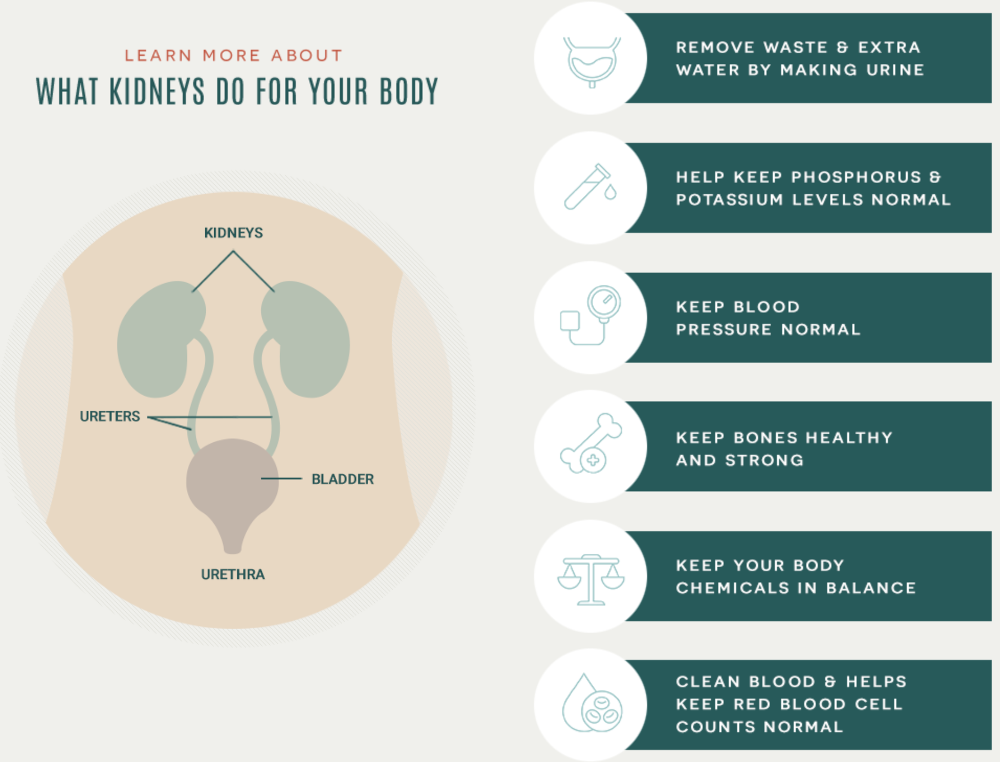 LEARN MORE ABOUT
WHAT KIDNEYS DO FOR YOUR BODY
KIDNEYS
URETERS
BLADDER
URETHRA
REMOVE WASTE & EXTRA
WATER BY MAKING URINE
HELP KEEP PHOSPHORUS &
POTASSIUM LEVELS NORMAL
KEEP BLOOD
PRESSURE NORMAL
KEEP BONES HEALTHY
AND STRONG
KEEP YOUR BODY
CHEMICALS IN BALANCE
CLEAN BLOOD & HELPS
KEEP RED BLOOD CELL
COUNTS NORMAL